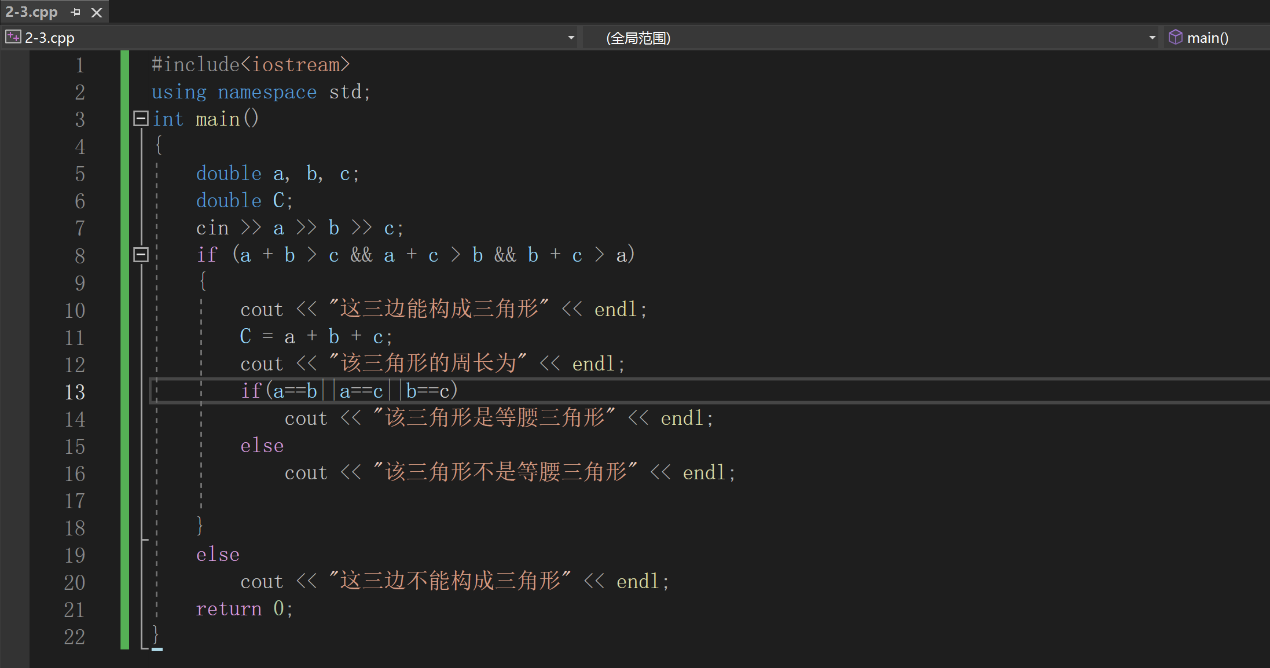 2-3.cpp
2-3.cpp (全局范围) main()
1 #include<iostream>
2 using namespace std;
3 int main()
4 {
5 double a, b, c;
6 double C;
7 cin >> a >> b >> c;
8 if (a + b > c && a + c > b && b + c > a)
9 {
10 cout << "这三边能构成三角形" << endl;
11 C = a + b + c;
12 cout << "该三角形的周长为" << endl;
13 if(a==b||a==c||b==c)
14 cout << "该三角形是等腰三角形" << endl;
15 else
16 cout << "该三角形不是等腰三角形" << endl;
17
18 }
19 else
20 cout << "这三边不能构成三角形" << endl;
21 return 0;
22 }